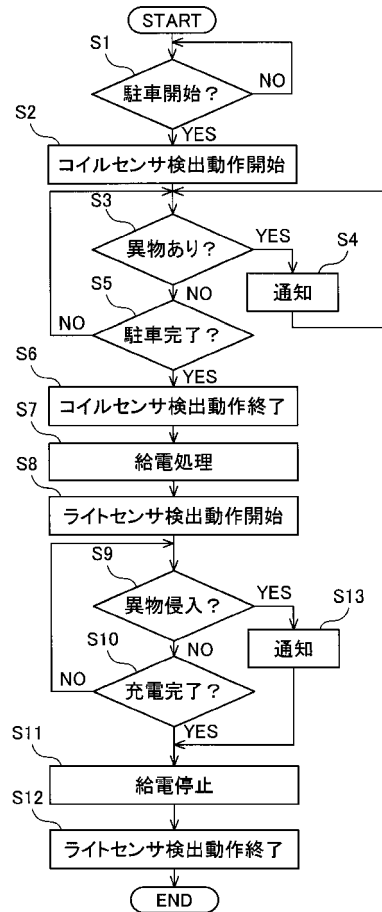 START
S1
駐車開始?
NO
YES
S2
コイルセンサ検出動作開始
S3
異物あり?
YES
S4
通知
NO
S5
駐車完了?
NO
YES
S6
コイルセンサ検出動作終了
S7
給電処理
S8
ライトセンサ検出動作開始
S9
異物侵入?
YES
S13
通知
NO
S10
充電完了?
NO
YES
S11
給電停止
S12
ライトセンサ検出動作終了
END